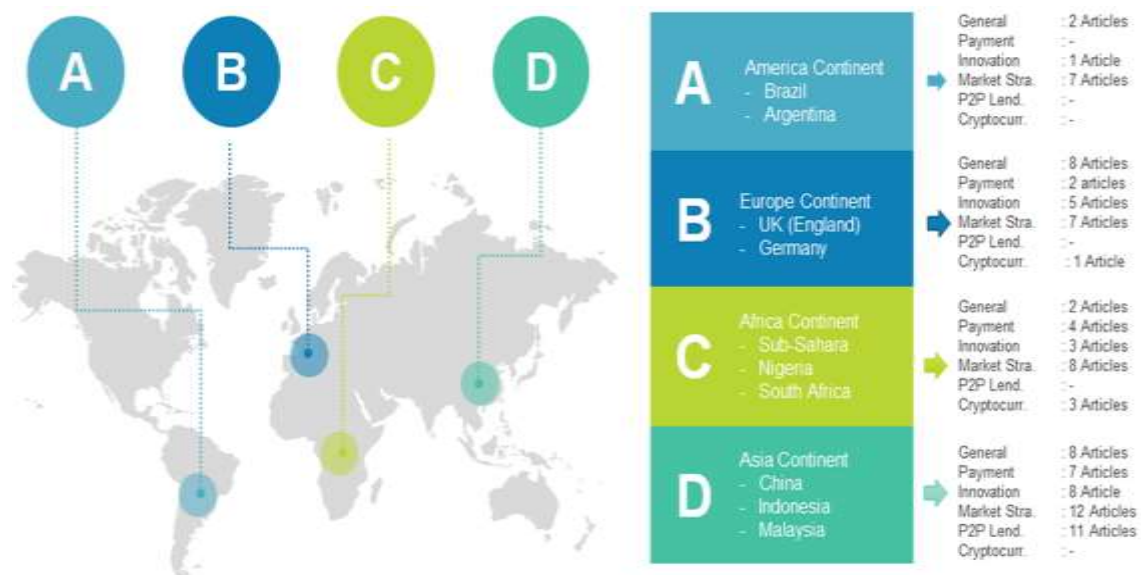 A
B
C
D
A
America Continent
- Brazil
- Argentina
General : 2 Articles
Payment : -
Innovation : 1 Article
Market Stra. : 7 Articles
P2P Lend. : -
Cryptocurr. : -
B
Europe Continent
- UK (England)
- Germany
General : 8 Articles
Payment : 2 articles
Innovation : 5 Articles
Market Stra. : 7 Articles
P2P Lend. : -
Cryptocurr. : 1 Article
C
Africa Continent
- Sub-Sahara
- Nigeria
- South Africa
General : 2 Articles
Payment : 4 Articles
Innovation : 3 Articles
Market Stra. : 8 Articles
P2P Lend. : -
Cryptocurr. : 3 Articles
D
Asia Continent
- China
- Indonesia
- Malaysia
General : 8 Articles
Payment : 7 Articles
Innovation : 8 Article
Market Stra. : 12 Articles
P2P Lend. : 11 Articles
Cryptocurr. : -